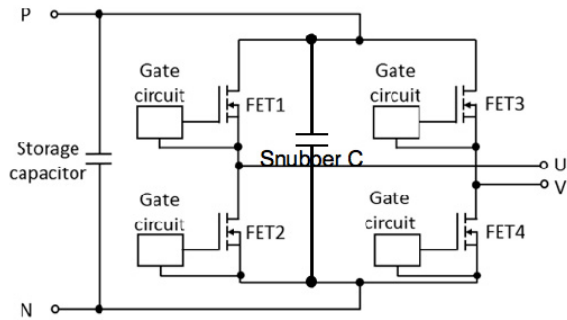 P
Gate
circuit
FET1
Gate
circuit
FET3
Storage
capacitor
Snubber C
U
V
Gate
circuit
FET2
Gate
circuit
FET4
N